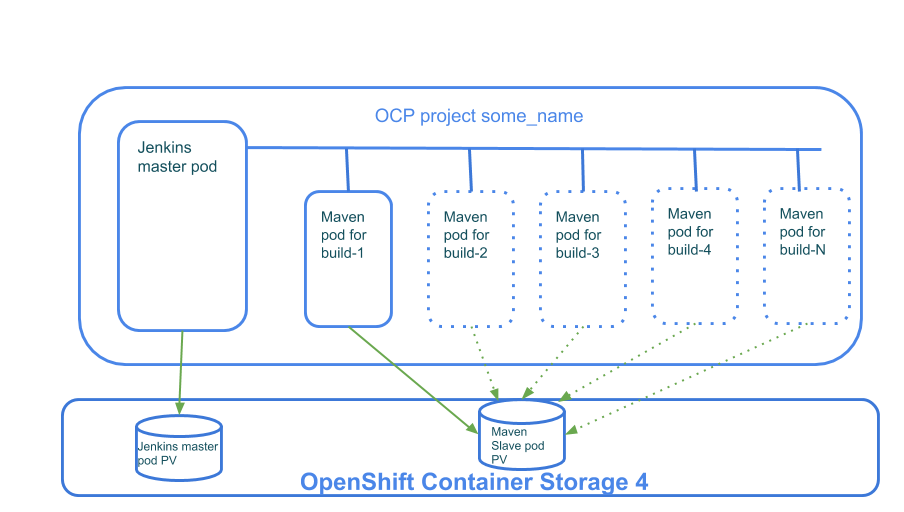 OCP project some_name
Jenkins
master pod
Maven
pod for
build-1
Maven
pod for
build-2
Maven
pod for
build-3
Maven
pod for
build-4
Maven
pod for
build-N
Jenkins master
pod PV
Maven
Slave pod
PV
OpenShift Container Storage 4